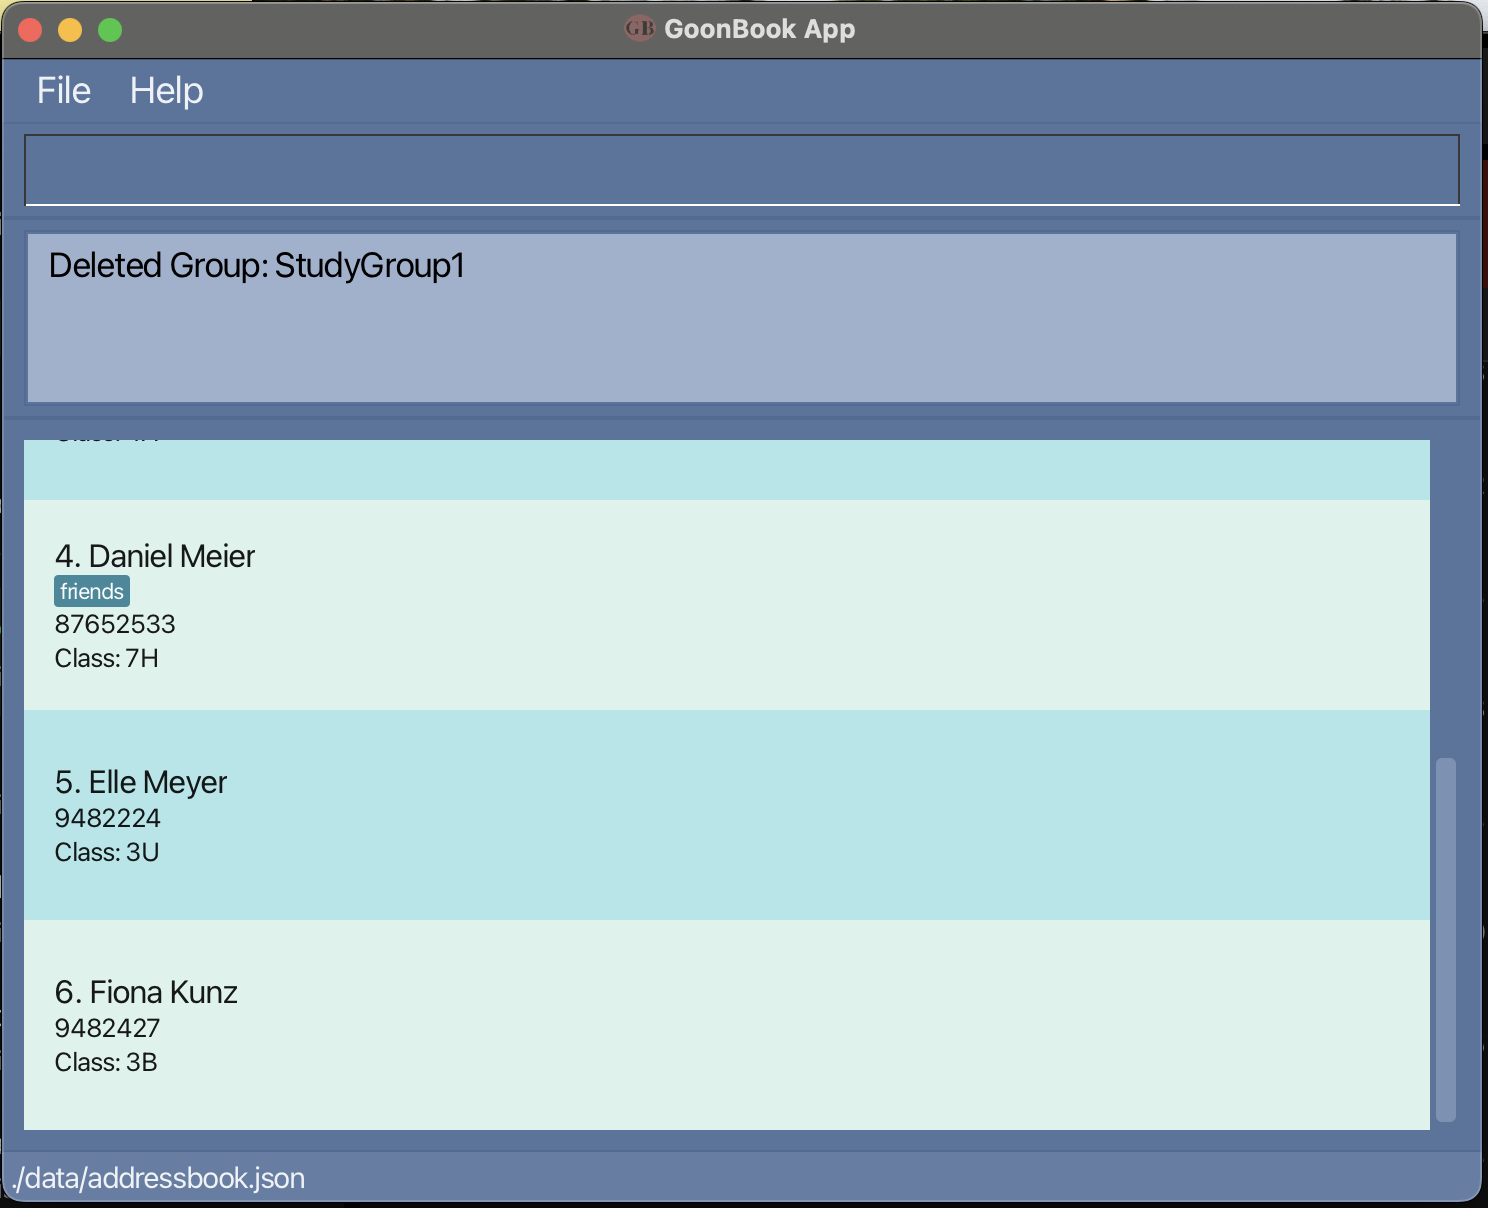 GB GoonBook App
File Help
Deleted Group: StudyGroup1
4. Daniel Meier
friends
87652533
Class: 7H
5. Elle Meyer
9482224
Class: 3U
6. Fiona Kunz
9482427
Class: 3B
./data/addressbook.json